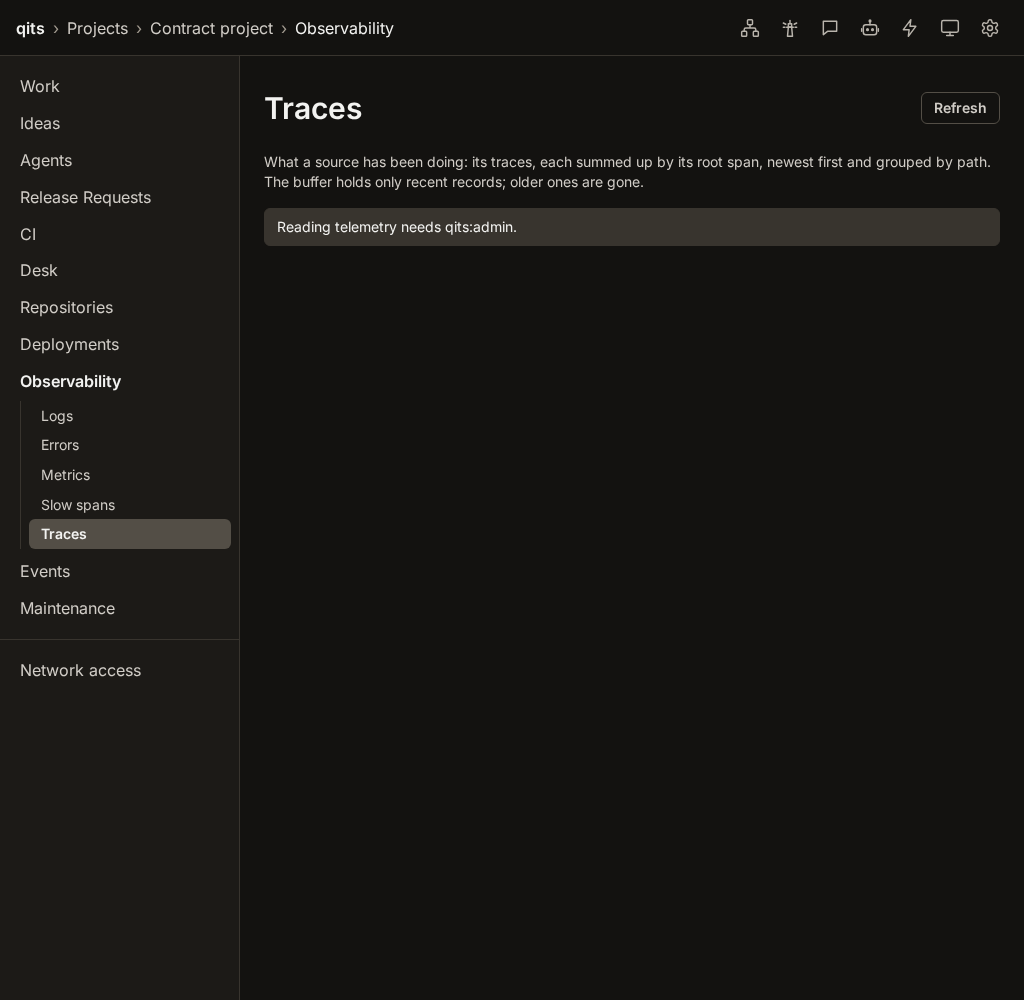 qits › Projects › Contract project › Observability
Work
Ideas
Agents
Release Requests
CI
Desk
Repositories
Deployments
Observability
Logs
Errors
Metrics
Slow spans
Traces
Events
Maintenance
Network access
Traces
Refresh
What a source has been doing: its traces, each summed up by its root span, newest first and grouped by path.
The buffer holds only recent records; older ones are gone.
Reading telemetry needs qits:admin.